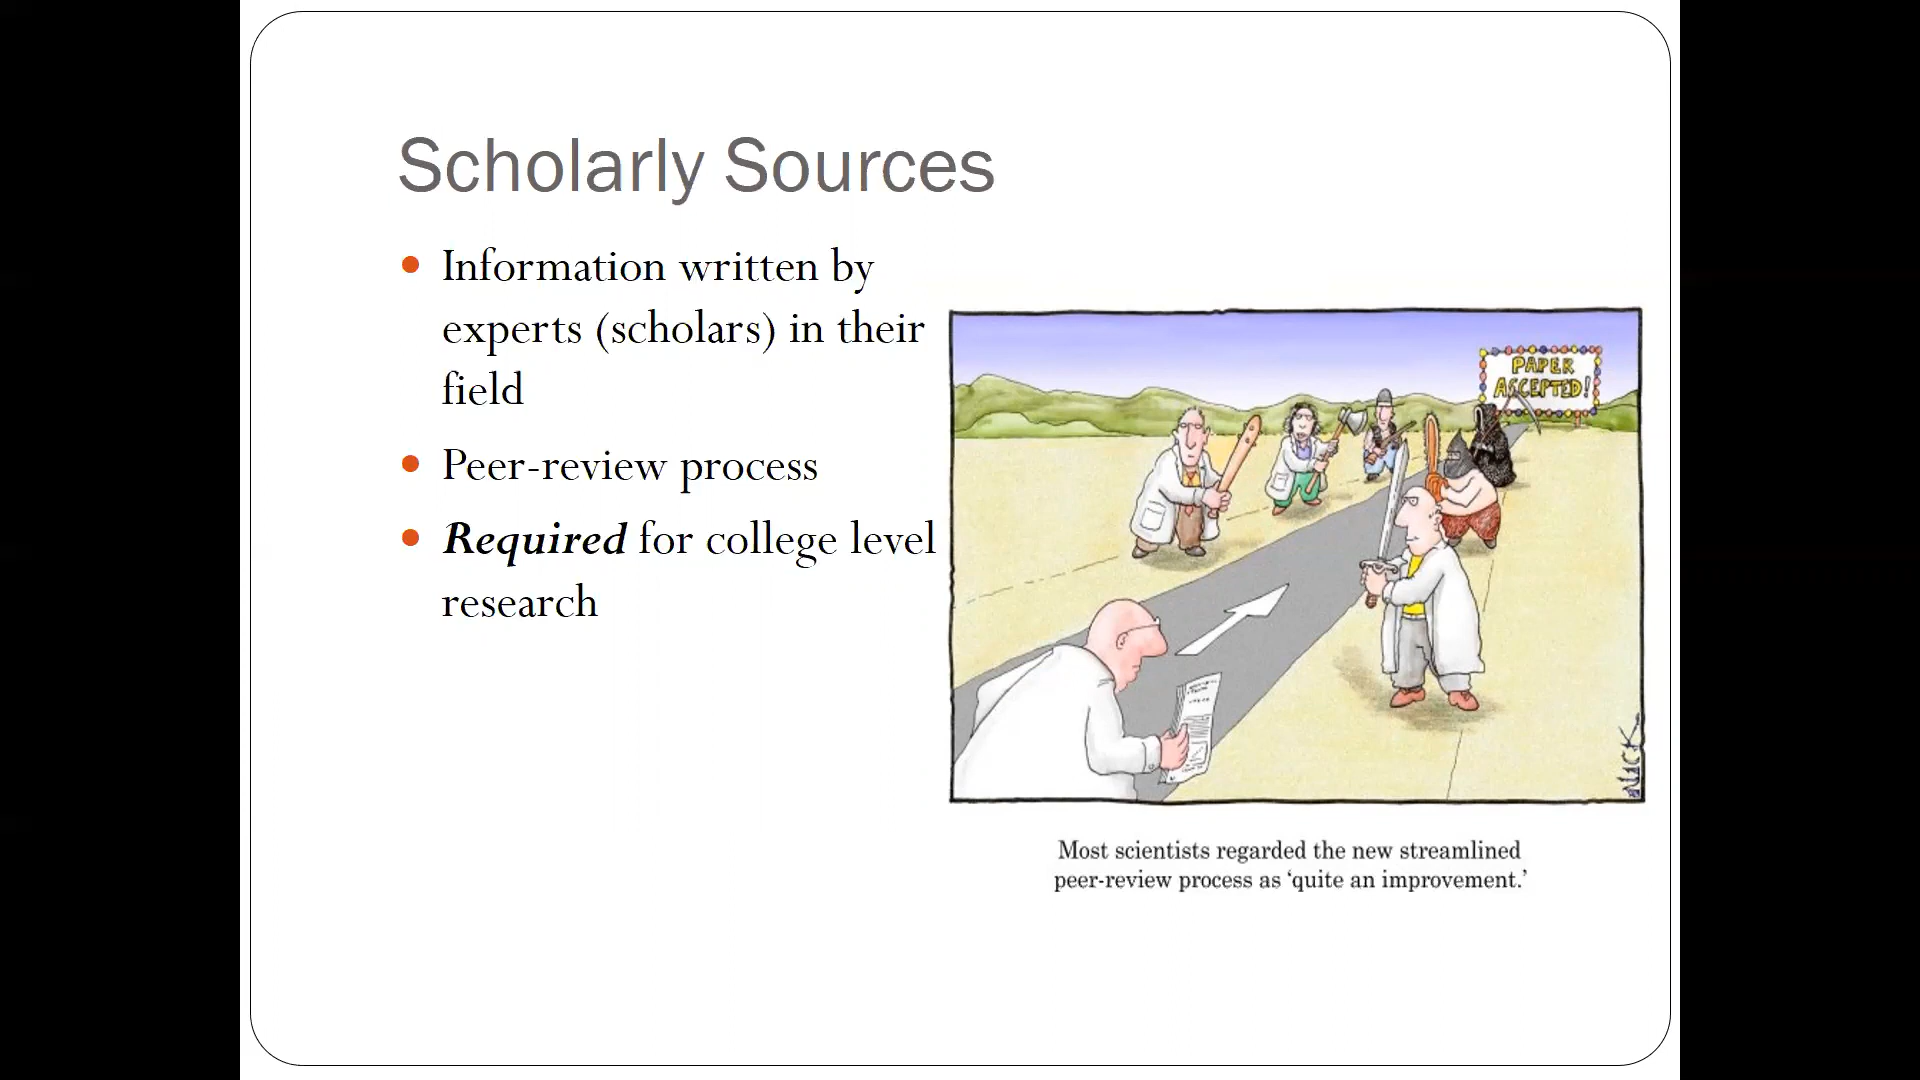 Scholarly Sources
Information written by
experts (scholars) in their
field
Peer-review process
Required for college level
research
PAPER
ACCEPTED!
NICK
Most scientists regarded the new streamlined
peer-review process as ‘quite an improvement.’